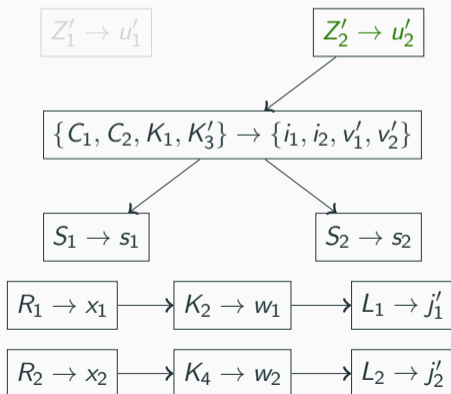 Z′₁ → u′₁ Z′₂ → u′₂
{C₁, C₂, K₁, K′₃} → {i₁, i₂, v′₁, v′₂}
S₁ → s₁ S₂ → s₂
R₁ → x₁ K₂ → w₁ L₁ → j′₁
R₂ → x₂ K₄ → w₂ L₂ → j′₂